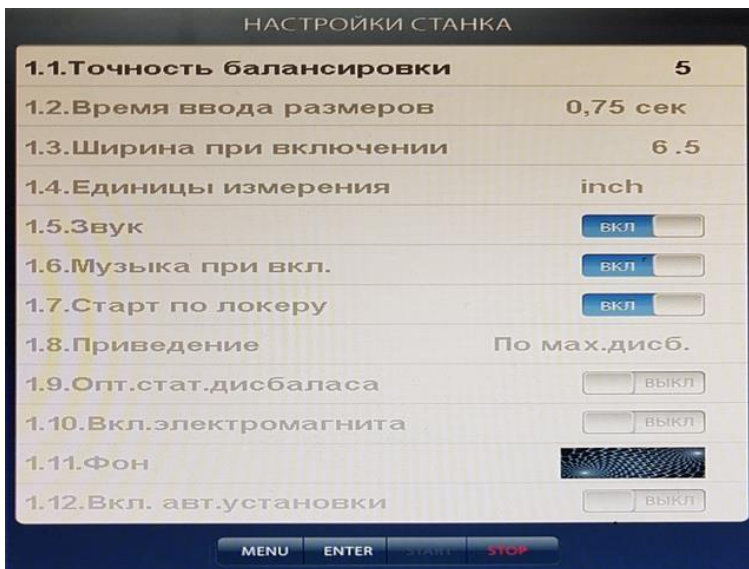 НАСТРОЙКИ СТАНКА
1.1.Точность балансировки 5
1.2.Время ввода размеров 0,75 сек
1.3.Ширина при включении 6.5
1.4.Единицы измерения inch
1.5.Звук ВКЛ
1.6.Музыка при вкл. ВКЛ
1.7.Старт по локеру ВКЛ
1.8.Приведение По мах.дисб.
1.9.Опт.стат.дисбаласа ВЫКЛ
1.10.Вкл.электромагнита ВЫКЛ
1.11.Фон
1.12.Вкл. авт.установки ВЫКЛ
MENU ENTER START STOP